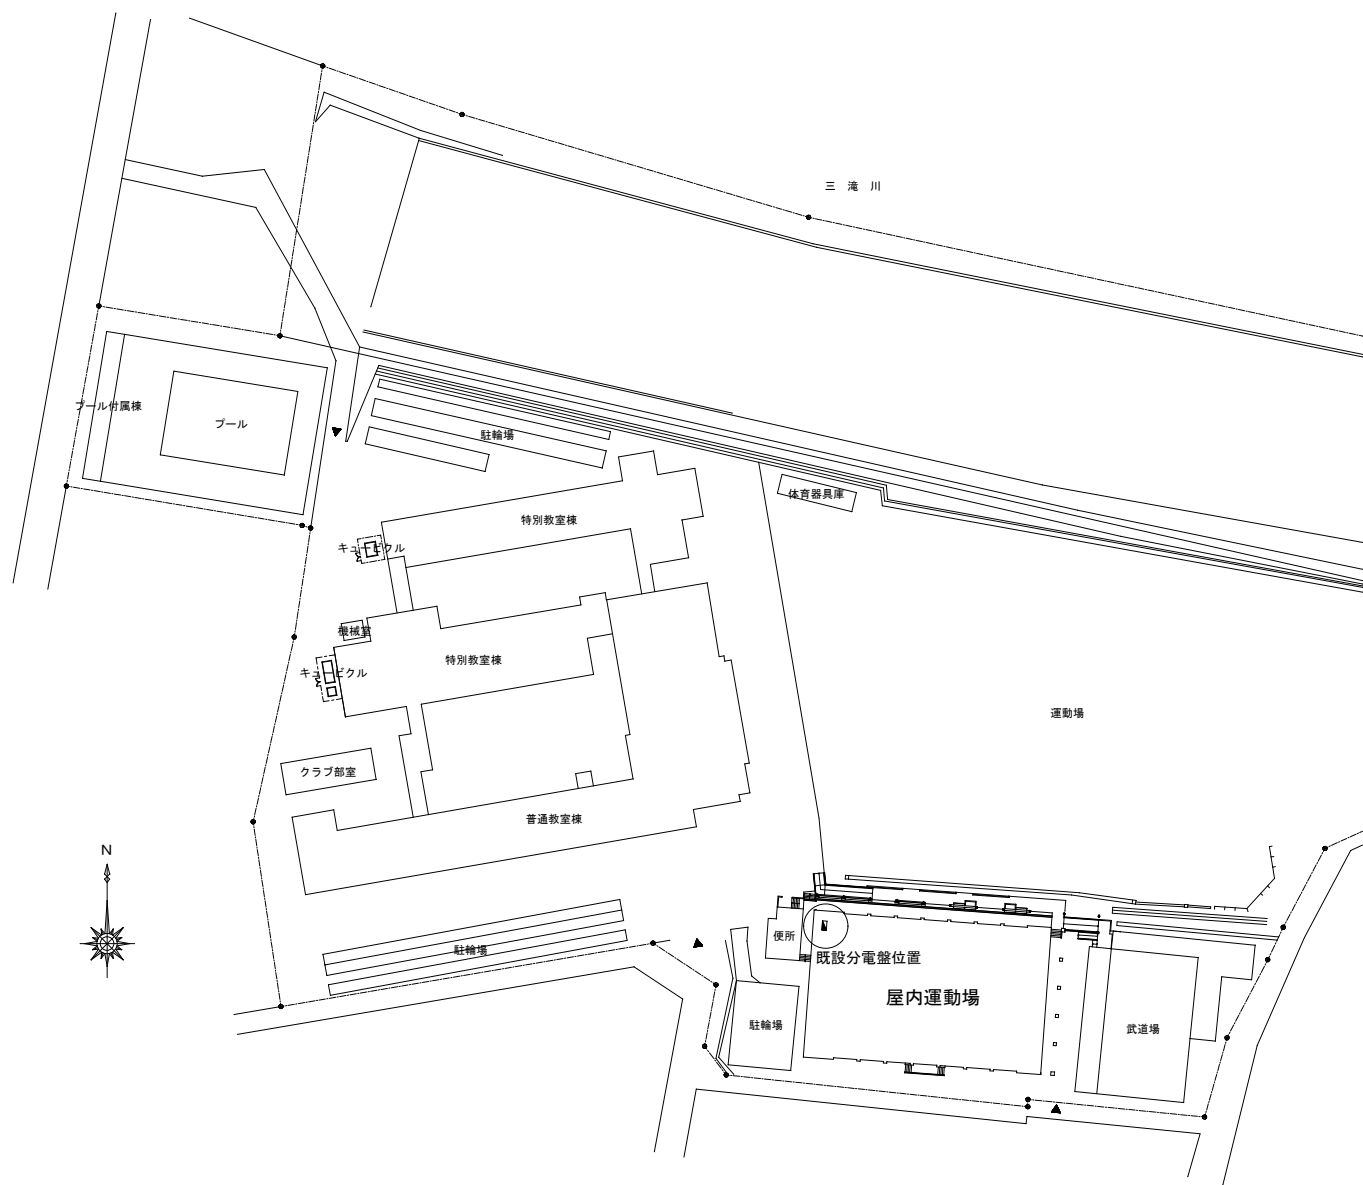 三 滝 川
プール付属棟
プール
駐輪場
体育器具庫
特別教室棟
キュービクル
機械室
特別教室棟
キュービクル
運動場
クラブ部室
普通教室棟
N
駐輪場
便所
既設分電盤位置
屋内運動場
駐輪場
武道場